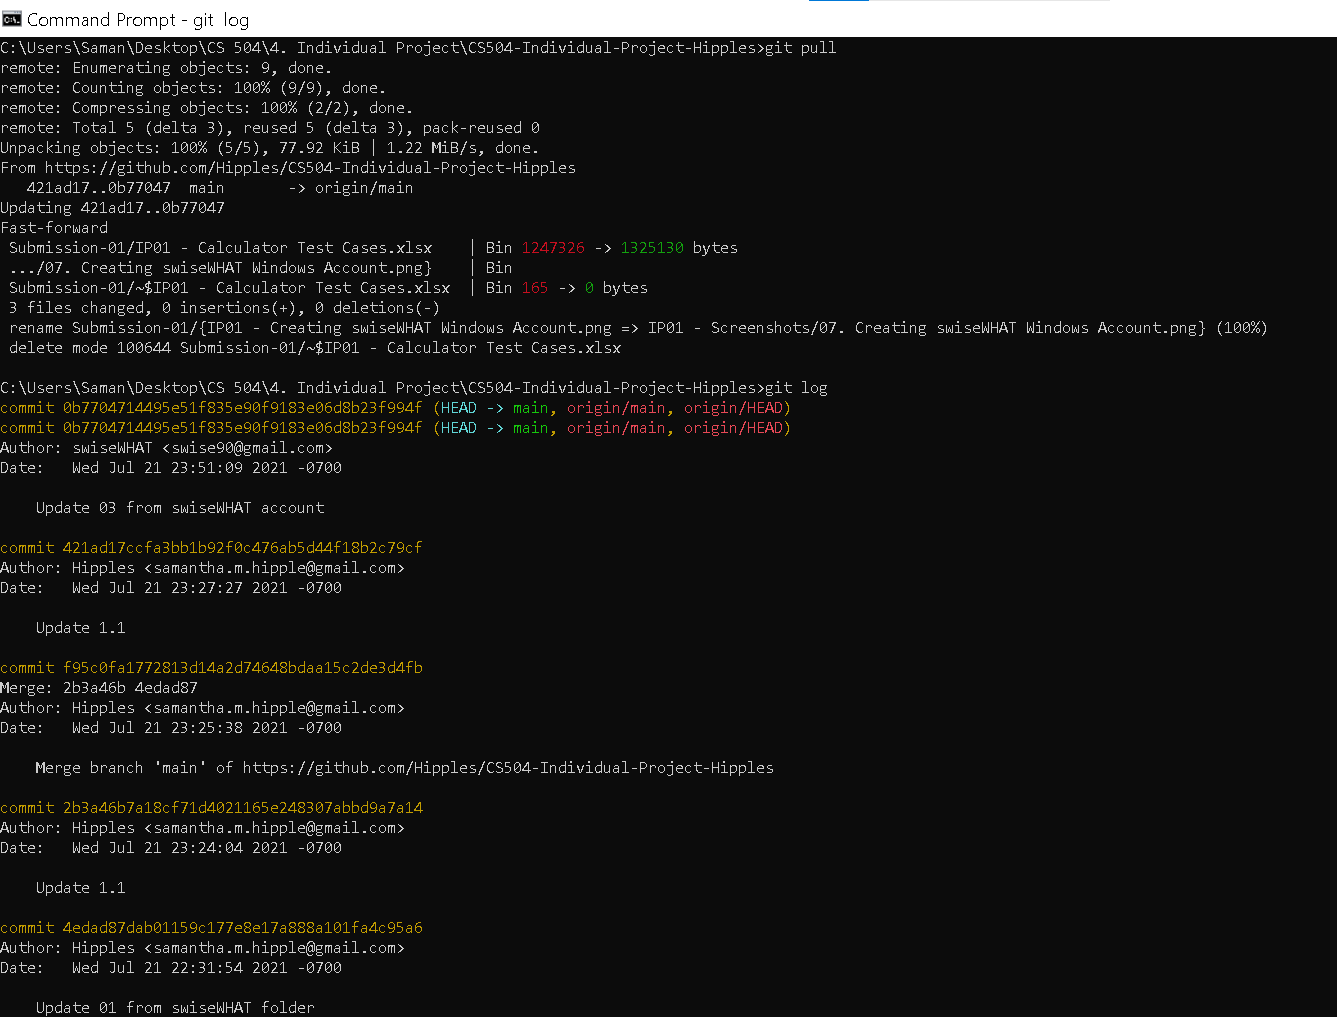 Command Prompt - git  log
C:\Users\Saman\Desktop\CS 504\4. Individual Project\CS504-Individual-Project-Hipples>git pull
remote: Enumerating objects: 9, done.
remote: Counting objects: 100% (9/9), done.
remote: Compressing objects: 100% (2/2), done.
remote: Total 5 (delta 3), reused 5 (delta 3), pack-reused 0
Unpacking objects: 100% (5/5), 77.92 KiB | 1.22 MiB/s, done.
From https://github.com/Hipples/CS504-Individual-Project-Hipples
   421ad17..0b77047  main       -> origin/main
Updating 421ad17..0b77047
Fast-forward
 Submission-01/IP01 - Calculator Test Cases.xlsx    | Bin 1247326 -> 1325130 bytes
 .../07. Creating swiseWHAT Windows Account.png}    | Bin
 Submission-01/~$IP01 - Calculator Test Cases.xlsx  | Bin 165 -> 0 bytes
 3 files changed, 0 insertions(+), 0 deletions(-)
 rename Submission-01/{IP01 - Creating swiseWHAT Windows Account.png => IP01 - Screenshots/07. Creating swiseWHAT Windows Account.png} (100%)
 delete mode 100644 Submission-01/~$IP01 - Calculator Test Cases.xlsx
C:\Users\Saman\Desktop\CS 504\4. Individual Project\CS504-Individual-Project-Hipples>git log
commit 0b7704714495e51f835e90f9183e06d8b23f994f (HEAD -> main, origin/main, origin/HEAD)
commit 0b7704714495e51f835e90f9183e06d8b23f994f (HEAD -> main, origin/main, origin/HEAD)
Author: swiseWHAT <swise90@gmail.com>
Date:   Wed Jul 21 23:51:09 2021 -0700
    Update 03 from swiseWHAT account
commit 421ad17ccfa3bb1b92f0c476ab5d44f18b2c79cf
Author: Hipples <samantha.m.hipple@gmail.com>
Date:   Wed Jul 21 23:27:27 2021 -0700
    Update 1.1
commit f95c0fa1772813d14a2d74648bdaa15c2de3d4fb
Merge: 2b3a46b 4edad87
Author: Hipples <samantha.m.hipple@gmail.com>
Date:   Wed Jul 21 23:25:38 2021 -0700
    Merge branch 'main' of https://github.com/Hipples/CS504-Individual-Project-Hipples
commit 2b3a46b7a18cf71d4021165e248307abbd9a7a14
Author: Hipples <samantha.m.hipple@gmail.com>
Date:   Wed Jul 21 23:24:04 2021 -0700
    Update 1.1
commit 4edad87dab01159c177e8e17a888a101fa4c95a6
Author: Hipples <samantha.m.hipple@gmail.com>
Date:   Wed Jul 21 22:31:54 2021 -0700
    Update 01 from swiseWHAT folder